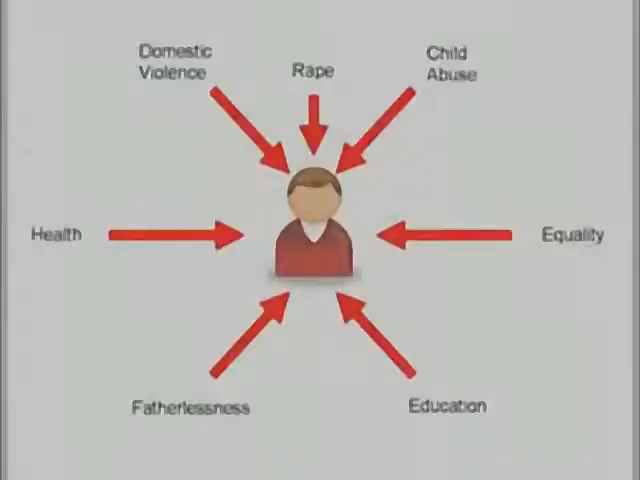 Domestic
Violence
Rape
Child
Abuse
Health
Equality
Fatherlessness
Education